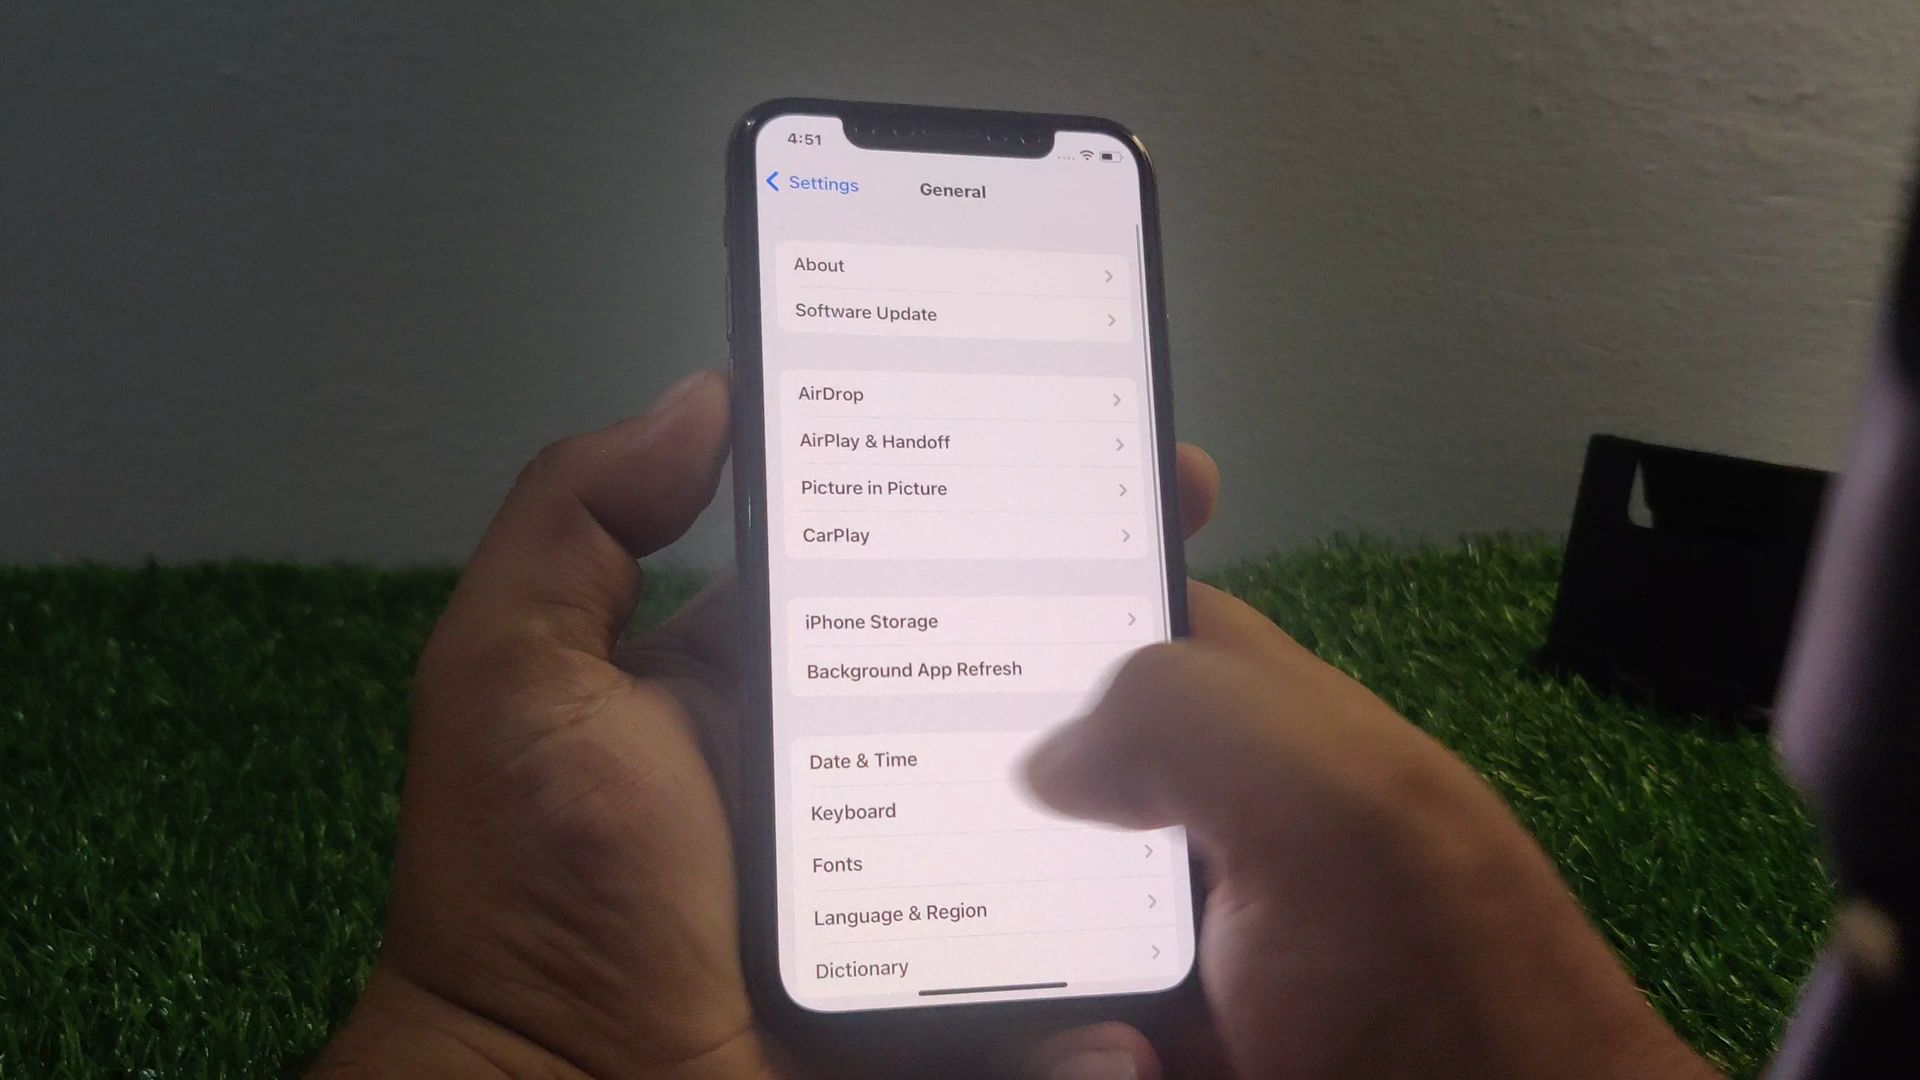 4:51
Settings
General
About
Software Update
AirDrop
AirPlay & Handoff
Picture in Picture
CarPlay
iPhone Storage
Background App Refresh
Date & Time
Keyboard
Fonts
Language & Region
Dictionary